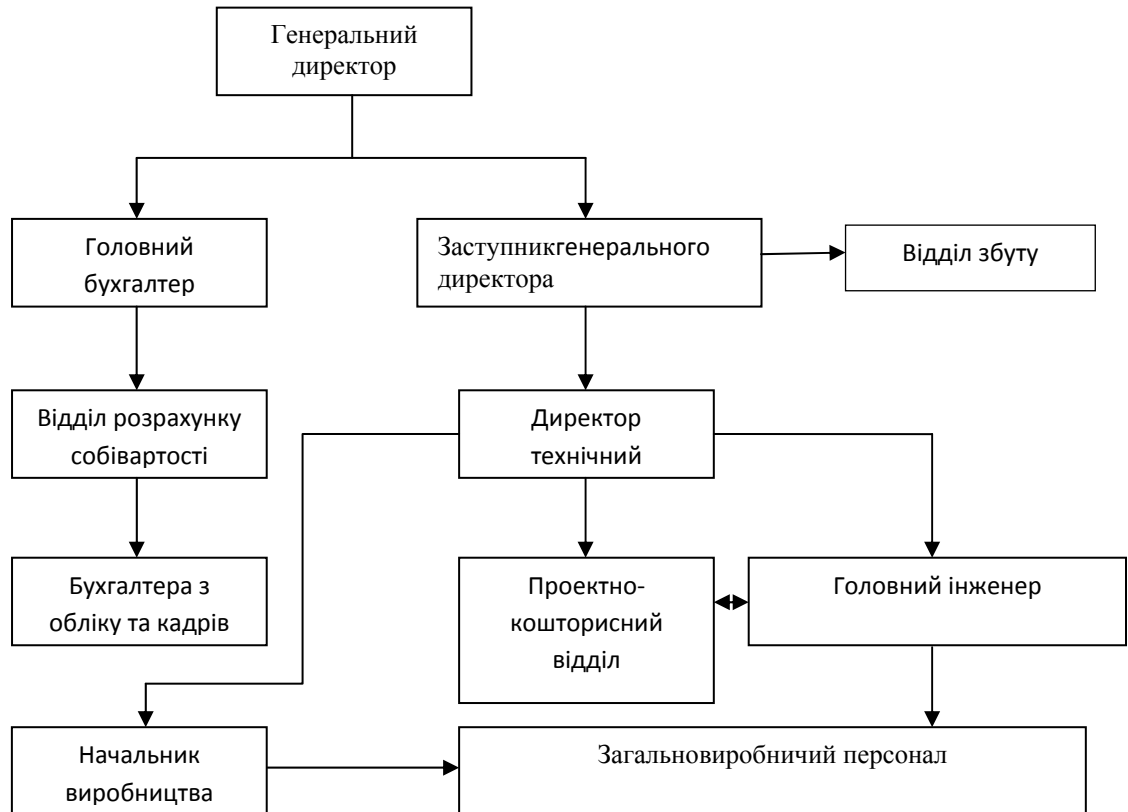 Генеральний
директор
Головний
бухгалтер
Заступникгенерального
директора
Відділ збуту
Відділ розрахунку
собівартості
Директор
технічний
Бухгалтера з
обліку та кадрів
Проектно-
кошторисний
відділ
Головний інженер
Начальник
виробництва
Загальновиробничий персонал